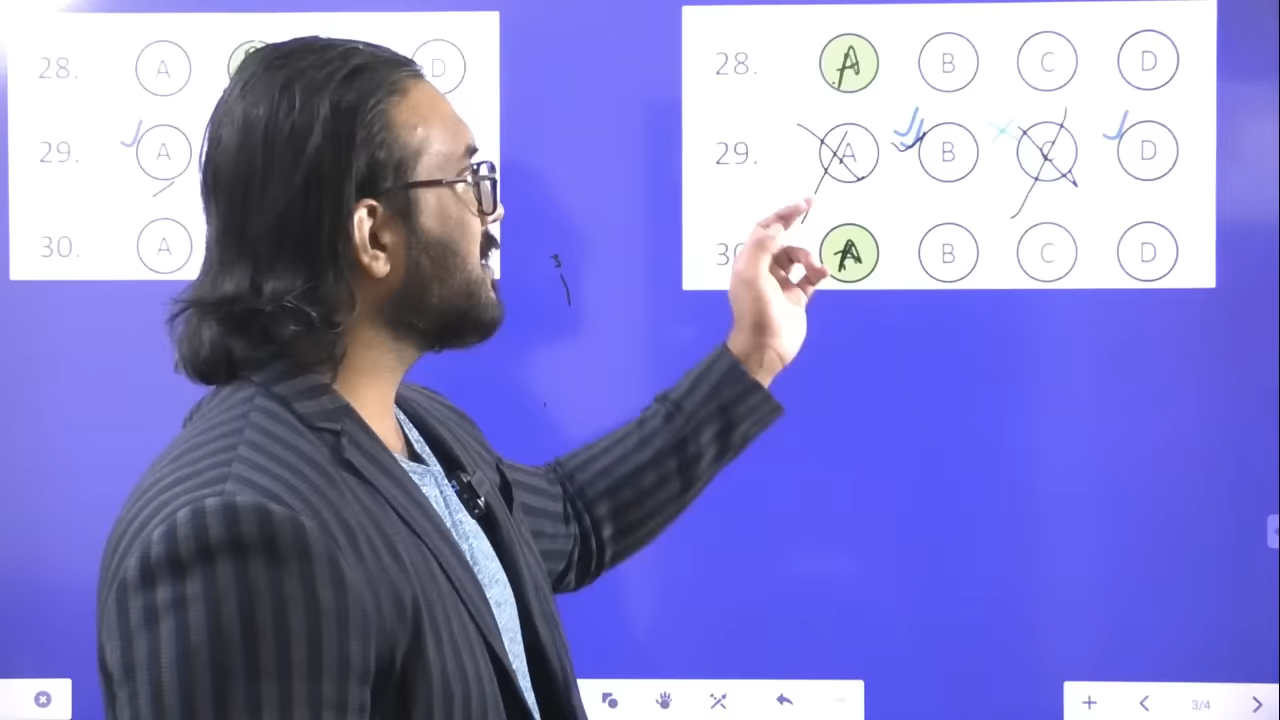 28. A D
29. A
30. A
28. A B C D
29. A B C D
30 A B C D
3/4